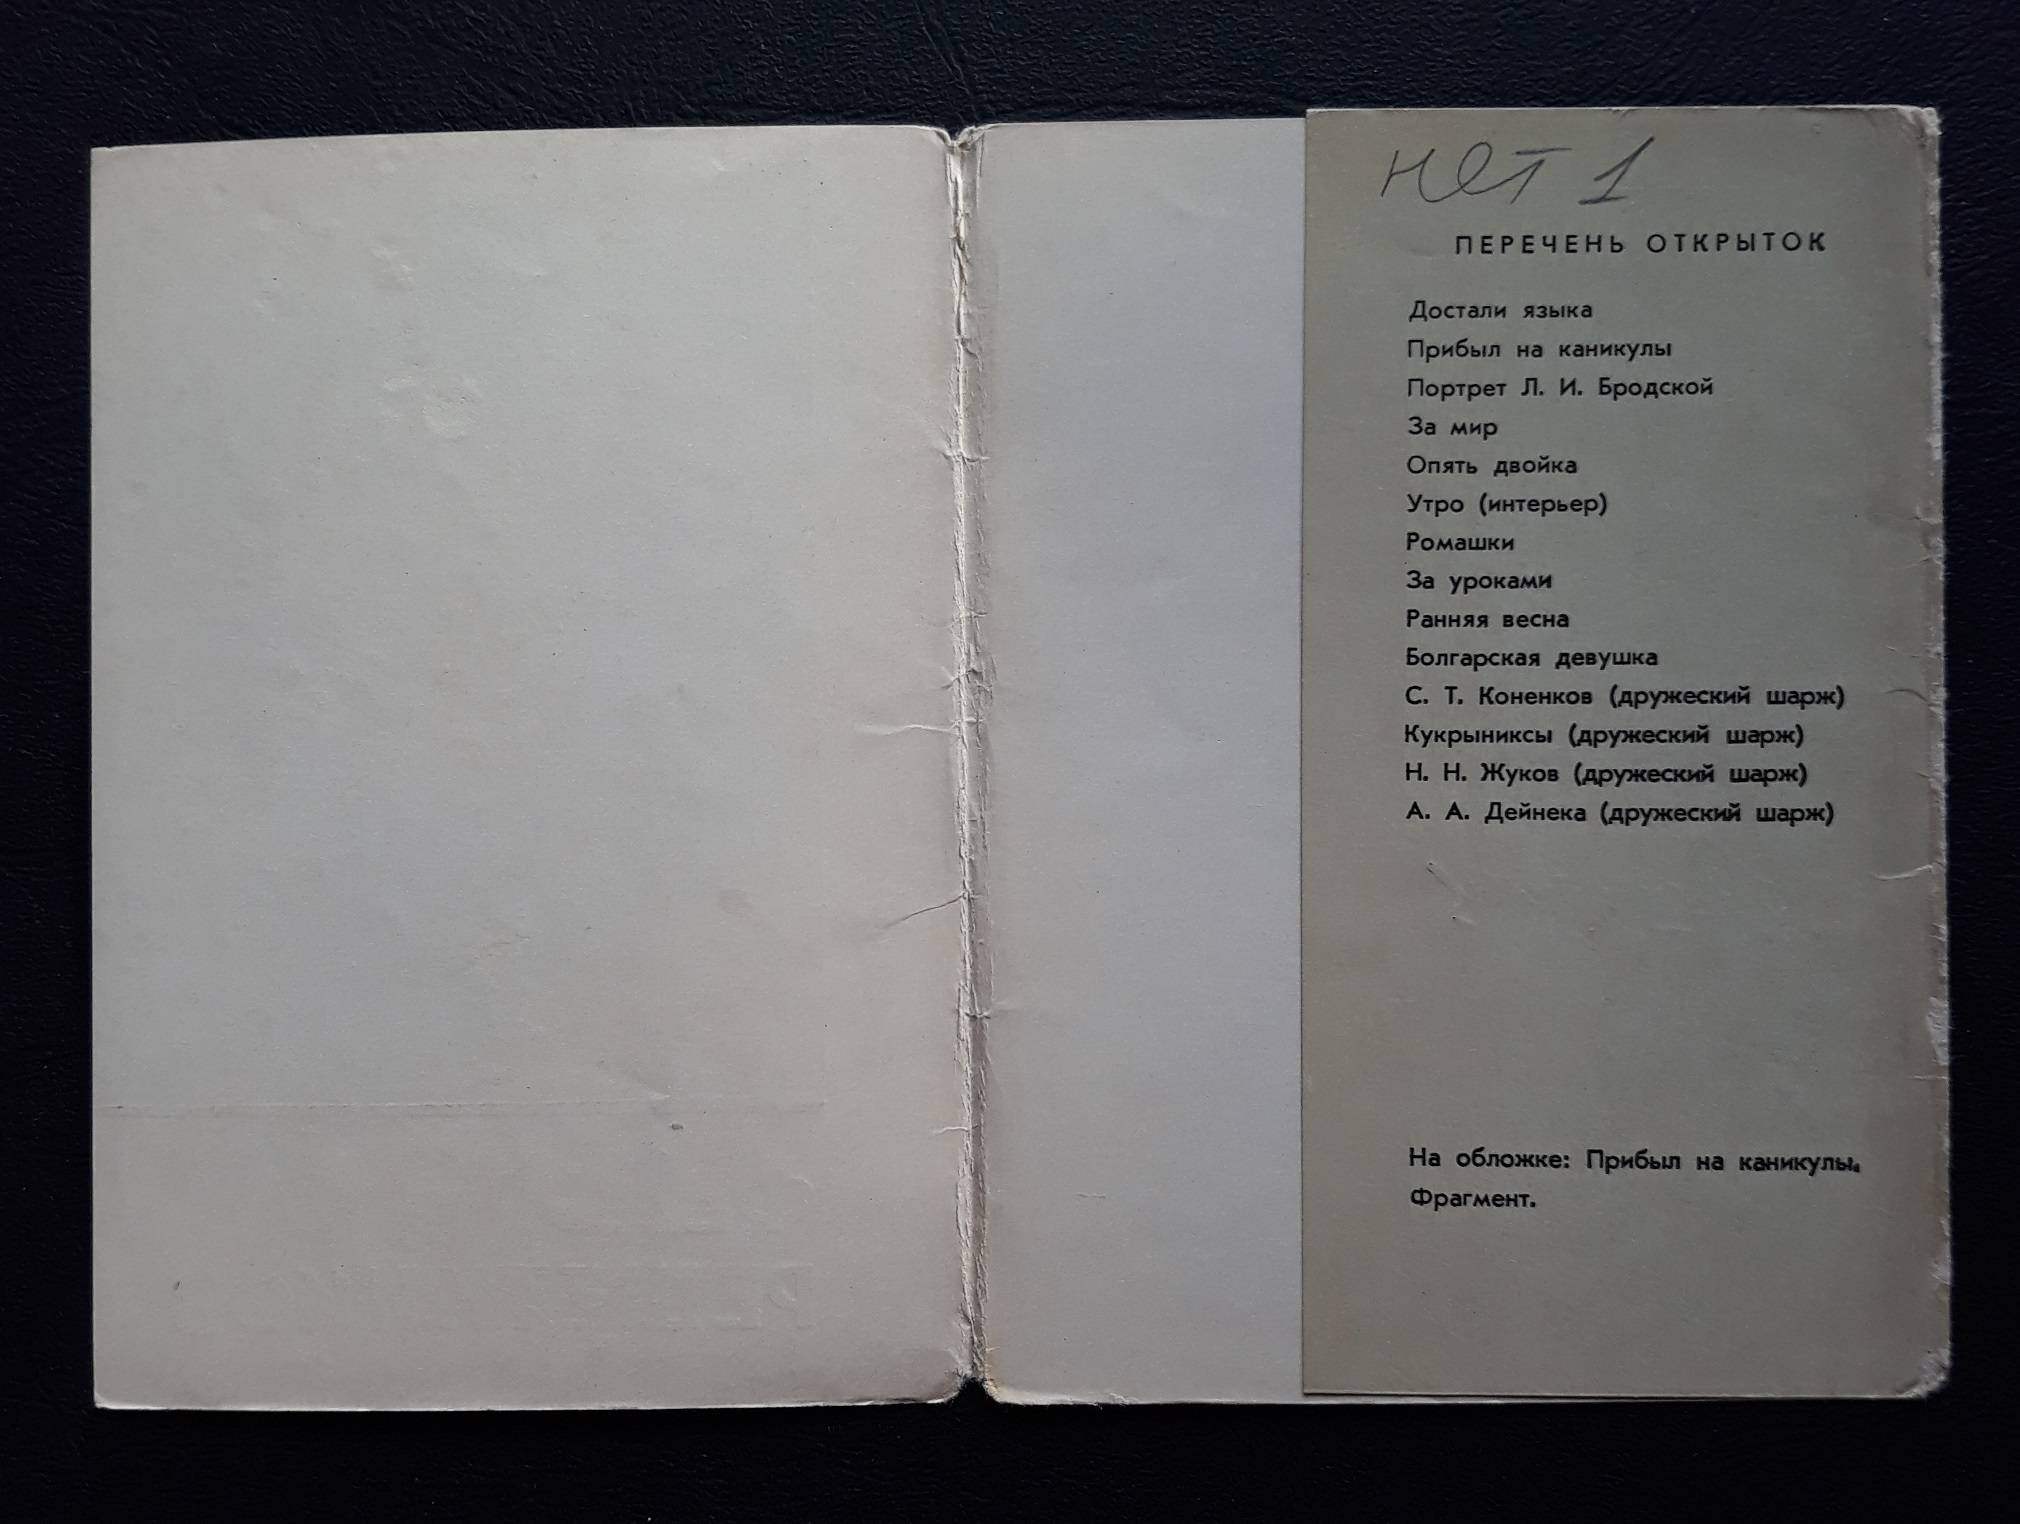 нет 1
ПЕРЕЧЕНЬ ОТКРЫТОК
Достали языка
Прибыл на каникулы
Портрет Л. И. Бродской
За мир
Опять двойка
Утро (интерьер)
Ромашки
За уроками
Ранняя весна
Болгарская девушка
С. Т. Коненков (дружеский шарж)
Кукрыниксы (дружеский шарж)
Н. Н. Жуков (дружеский шарж)
А. А. Дейнека (дружеский шарж)
На обложке: Прибыл на каникулы.
Фрагмент.